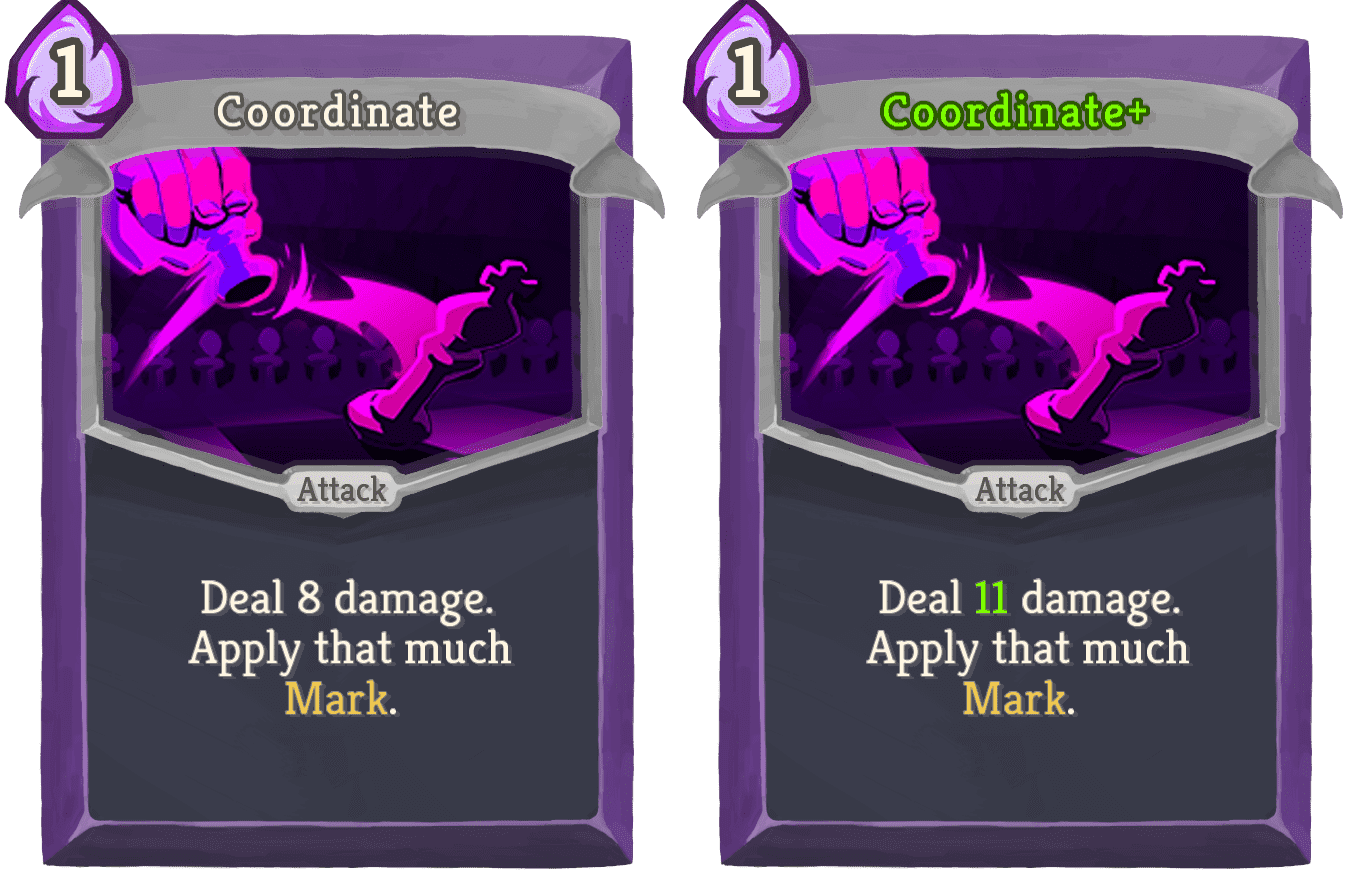 1
Coordinate
Attack
Deal 8 damage.
Apply that much
Mark.
1
Coordinate+
Attack
Deal 11 damage.
Apply that much
Mark.